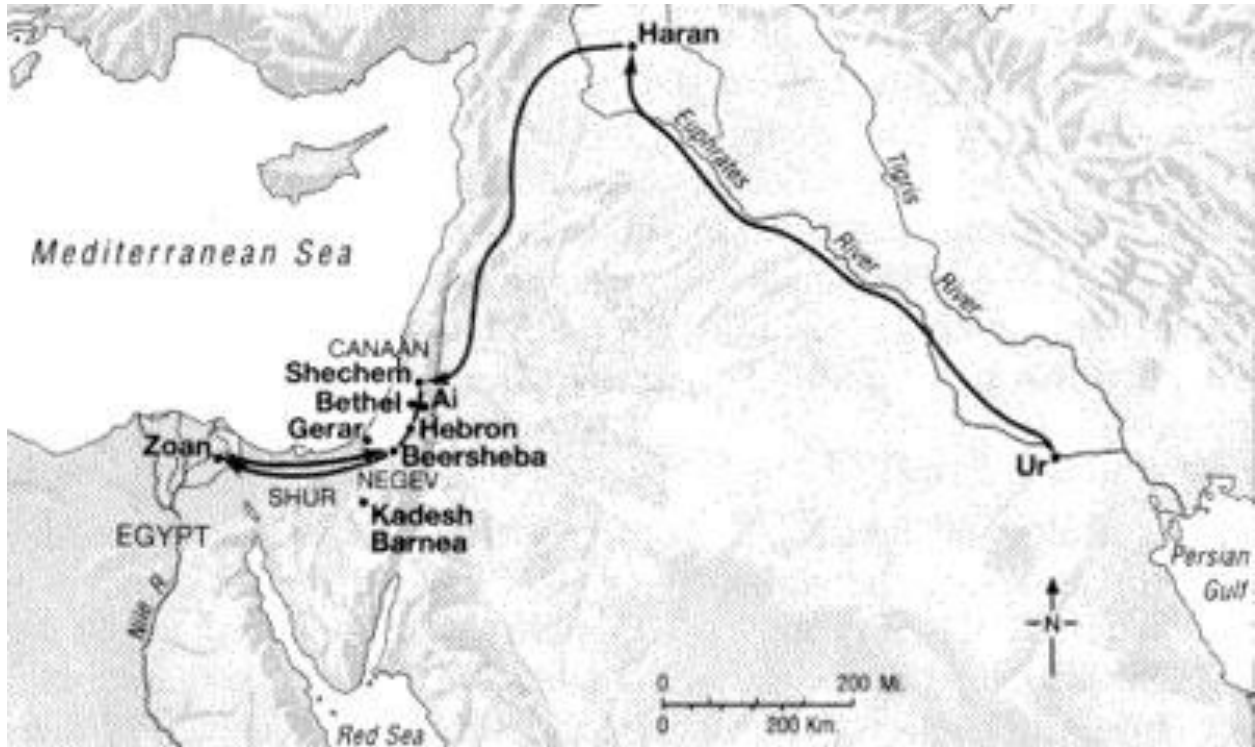 Haran
Euphrates
River
Tigris
River
Mediterranean Sea
CANAAN
Shechem
Bethel
Ai
Gerar
Hebron
Zoan
Beersheba
Ur
SHUR
NEGEV
Kadesh
Barnea
EGYPT
Nile R.
Persian
Gulf
N
0 200 Mi.
0 200 Km.
Red Sea